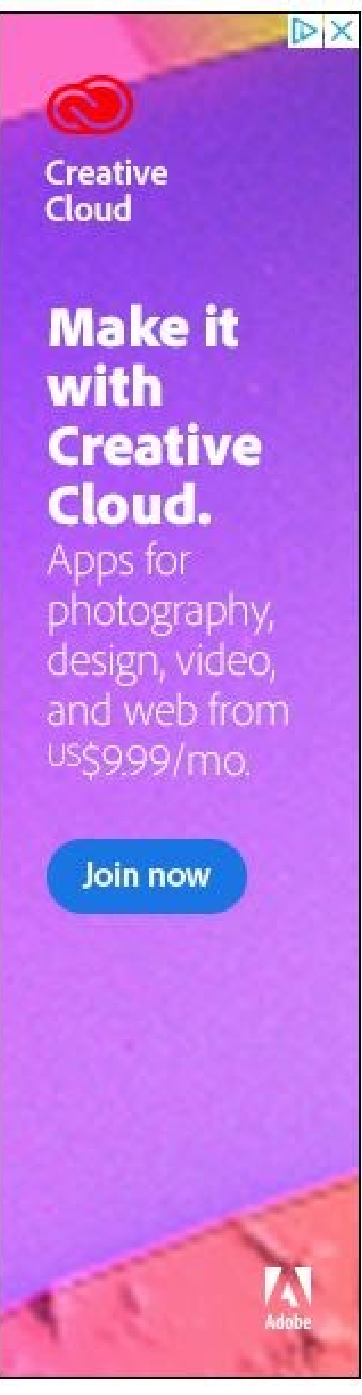 Creative
Cloud
Make it
with
Creative
Cloud.
Apps for
photography,
design, video,
and web from
US$9.99/mo.
Join now
Adobe